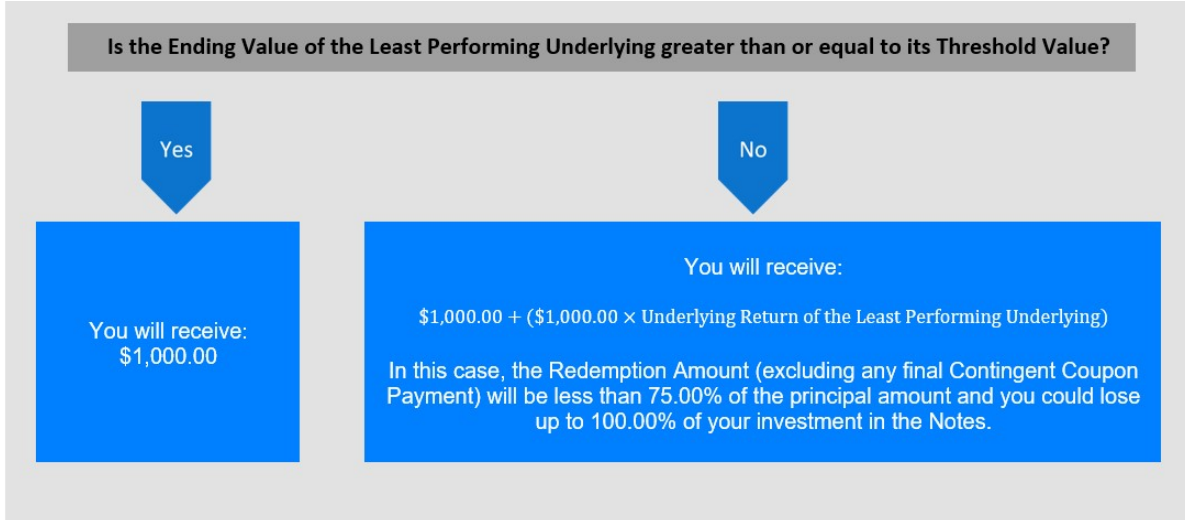 Is the Ending Value of the Least Performing Underlying greater than or equal to its Threshold Value?
Yes
No
You will receive:
$1,000.00
You will receive:
$1,000.00 + ($1,000.00 × Underlying Return of the Least Performing Underlying)
In this case, the Redemption Amount (excluding any final Contingent Coupon
Payment) will be less than 75.00% of the principal amount and you could lose
up to 100.00% of your investment in the Notes.